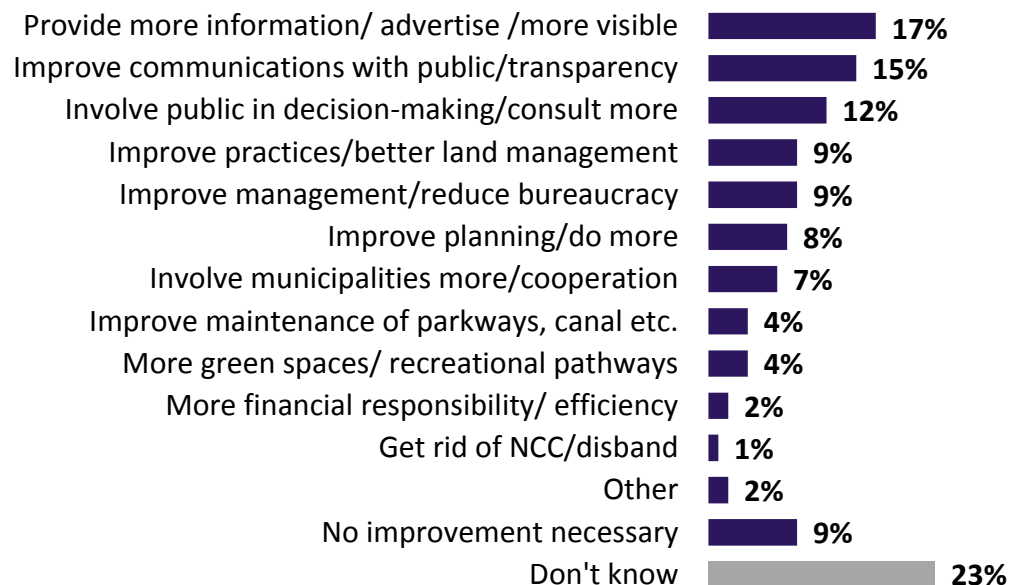 Provide more information/ advertise /more visible 17%
Improve communications with public/transparency 15%
Involve public in decision-making/consult more 12%
Improve practices/better land management 9%
Improve management/reduce bureaucracy 9%
Improve planning/do more 8%
Involve municipalities more/cooperation 7%
Improve maintenance of parkways, canal etc. 4%
More green spaces/ recreational pathways 4%
More financial responsibility/ efficiency 2%
Get rid of NCC/disband 1%
Other 2%
No improvement necessary 9%
Don't know 23%